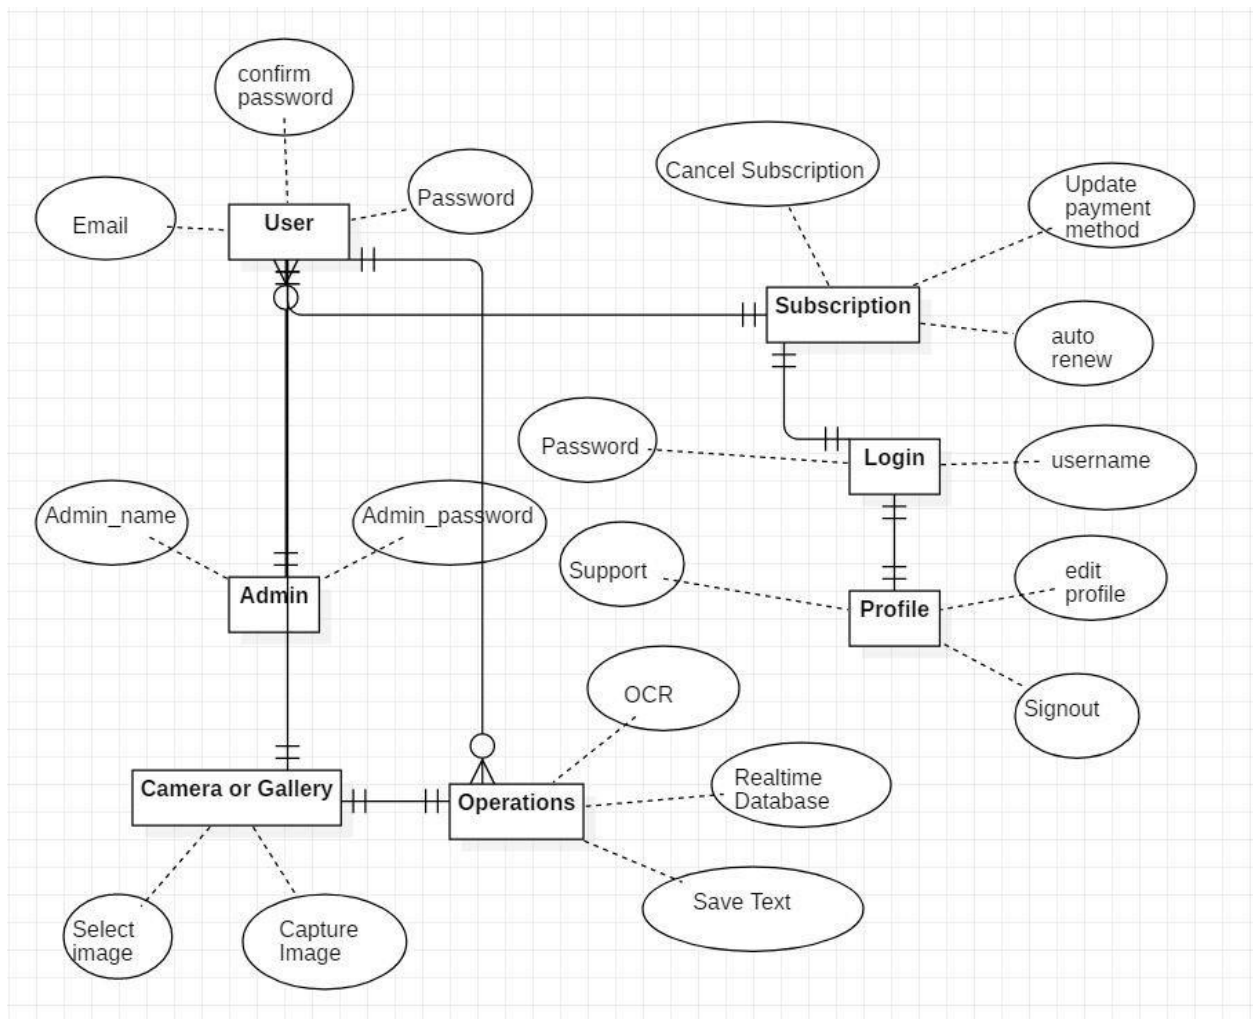 confirm
password
Cancel Subscription
Update
payment
method
Password
Email
User
Subscription
auto
renew
Password
Login
username
Admin_name
Admin_password
Support
edit
profile
Admin
Profile
OCR
Signout
Camera or Gallery
Operations
Realtime
Database
Save Text
Select
image
Capture
Image